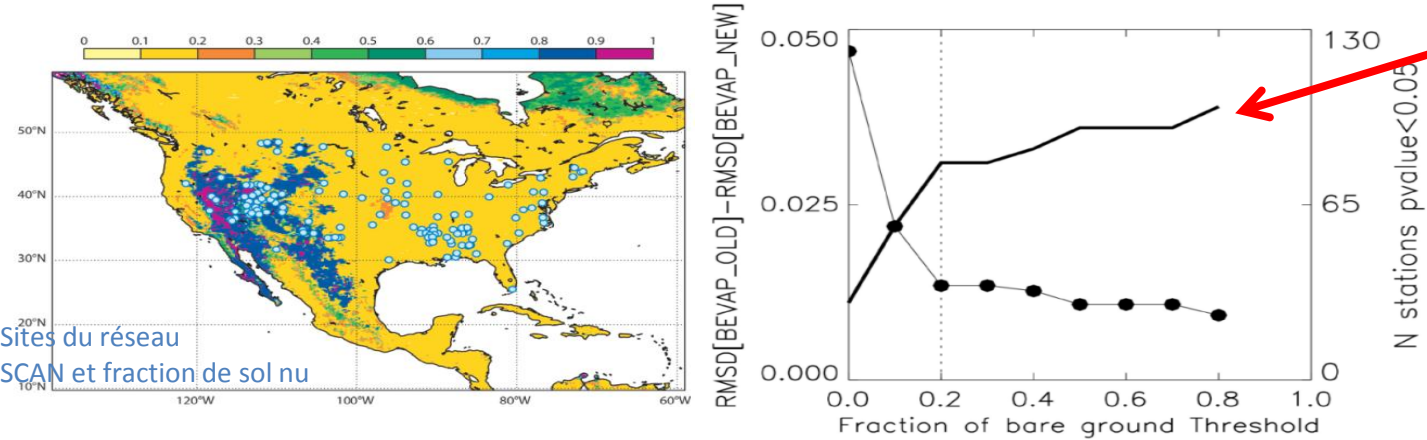 0 0.1 0.2 0.3 0.4 0.5 0.6 0.7 0.8 0.9 1
50°N
40°N
30°N
20°N
10°N
120°W 100°W 80°W 60°W
Sites du réseau
SCAN et fraction de sol nu
RMSD[BEVAP_OLD]−RMSD[BEVAP_NEW]
0.050
0.025
0.000
0.0 0.2 0.4 0.6 0.8 1.0
Fraction of bare ground Threshold
130
65
0
N stations pvalue<0.05